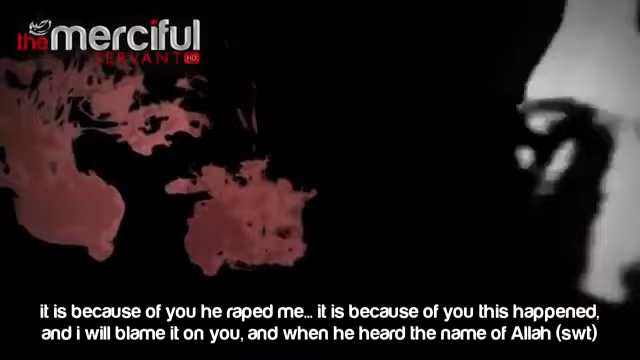 the merciful
SERVANT HD
it is because of you he raped me... it is because of you this happened,
and i will blame it on you, and when he heard the name of Allah (swt)